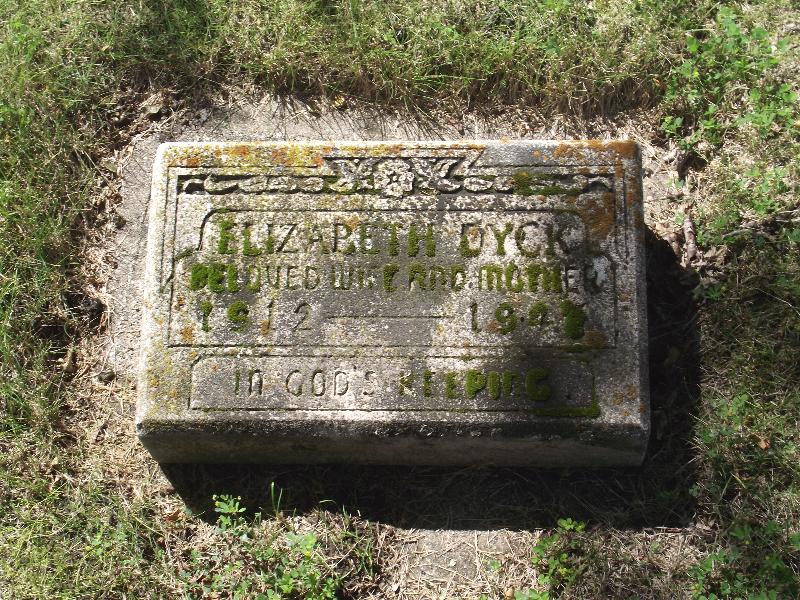 ELIZABETH DYCK
BELOVED WIFE AND MOTHER
1912
IN GOD'S KEEPING